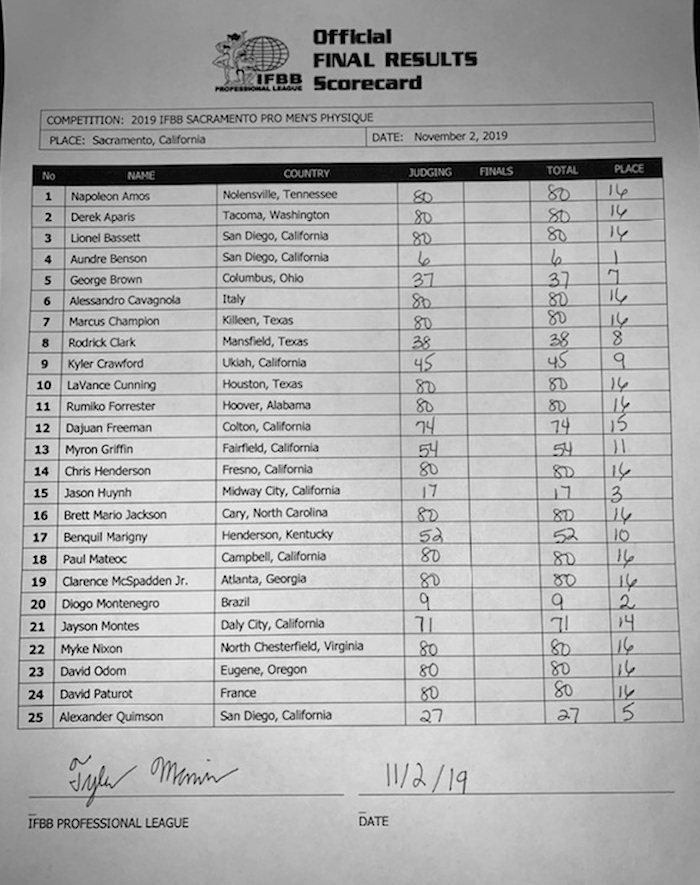 Official
FINAL RESULTS
Scorecard
IFBB
PROFESSIONAL LEAGUE
COMPETITION: 2019 IFBB SACRAMENTO PRO MEN'S PHYSIQUE
PLACE: Sacramento, California DATE: November 2, 2019
No NAME COUNTRY JUDGING FINALS TOTAL PLACE
1 Napoleon Amos Nolensville, Tennessee 80 80 16
2 Derek Aparis Tacoma, Washington 80 80 16
3 Lionel Bassett San Diego, California 80 80 16
4 Aundre Benson San Diego, California 6 6 1
5 George Brown Columbus, Ohio 37 37 7
6 Alessandro Cavagnola Italy 80 80 16
7 Marcus Champion Killeen, Texas 80 80 16
8 Rodrick Clark Mansfield, Texas 38 38 8
9 Kyler Crawford Ukiah, California 45 45 9
10 LaVance Cunning Houston, Texas 80 80 16
11 Rumiko Forrester Hoover, Alabama 80 80 16
12 Dajuan Freeman Colton, California 74 74 15
13 Myron Griffin Fairfield, California 54 54 11
14 Chris Henderson Fresno, California 80 80 16
15 Jason Huynh Midway City, California 17 17 3
16 Brett Mario Jackson Cary, North Carolina 80 80 16
17 Benquil Marigny Henderson, Kentucky 52 52 10
18 Paul Mateoc Campbell, California 80 80 16
19 Clarence McSpadden Jr. Atlanta, Georgia 80 80 16
20 Diogo Montenegro Brazil 9 9 2
21 Jayson Montes Daly City, California 71 71 14
22 Myke Nixon North Chesterfield, Virginia 80 80 16
23 David Odom Eugene, Oregon 80 80 16
24 David Paturot France 80 80 16
25 Alexander Quimson San Diego, California 27 27 5
Tyler 11/2/19
IFBB PROFESSIONAL LEAGUE DATE